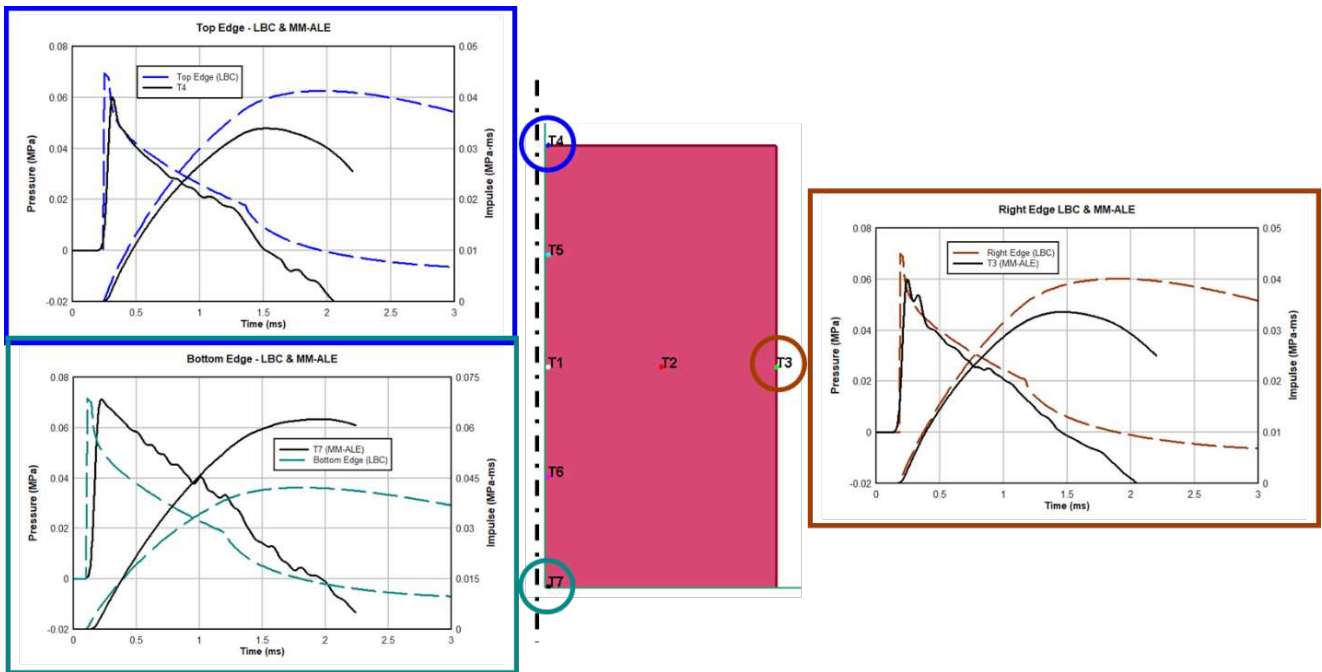 Top Edge - LBC & MM-ALE
0.08
0.06
0.04
0.02
0
-0.02
Pressure (MPa)
0.05
0.04
0.03
0.02
0.01
0
Impulse (MPa-ms)
Top Edge (LBC)
T4
0 0.5 1 1.5 2 2.5 3
Time (ms)
Bottom Edge - LBC & MM-ALE
0.08
0.06
0.04
0.02
0
-0.02
Pressure (MPa)
0.075
0.06
0.045
0.03
0.015
0
Impulse (MPa-ms)
T7 (MM-ALE)
Bottom Edge (LBC)
0 0.5 1 1.5 2 2.5 3
Time (ms)
T4
T5
T1 T2 T3
T6
T7
Right Edge LBC & MM-ALE
0.08
0.06
0.04
0.02
0
-0.02
Pressure (MPa)
0.05
0.04
0.03
0.02
0.01
0
Impulse (MPa-ms)
Right Edge (LBC)
T3 (MM-ALE)
0 0.5 1 1.5 2 2.5 3
Time (ms)